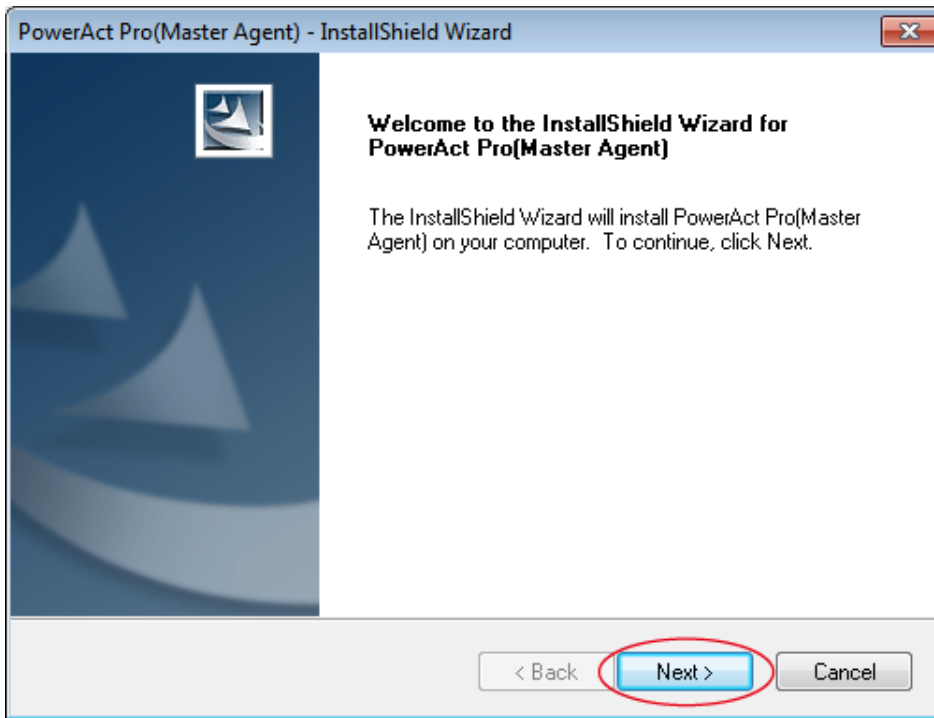 PowerAct Pro(Master Agent) - InstallShield Wizard
Welcome to the InstallShield Wizard for
PowerAct Pro(Master Agent)
The InstallShield Wizard will install PowerAct Pro(Master
Agent) on your computer.  To continue, click Next.
< Back
Next >
Cancel